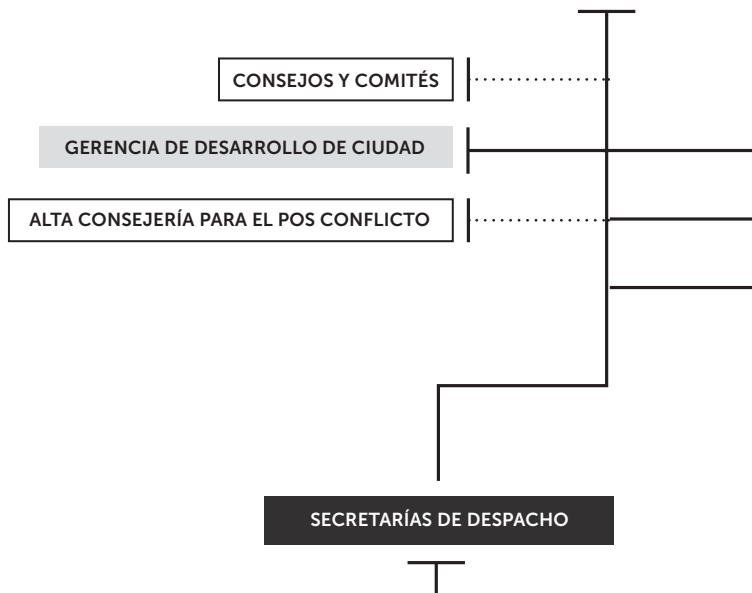 CONSEJOS Y COMITÉS
GERENCIA DE DESARROLLO DE CIUDAD
ALTA CONSEJERÍA PARA EL POS CONFLICTO
SECRETARÍAS DE DESPACHO